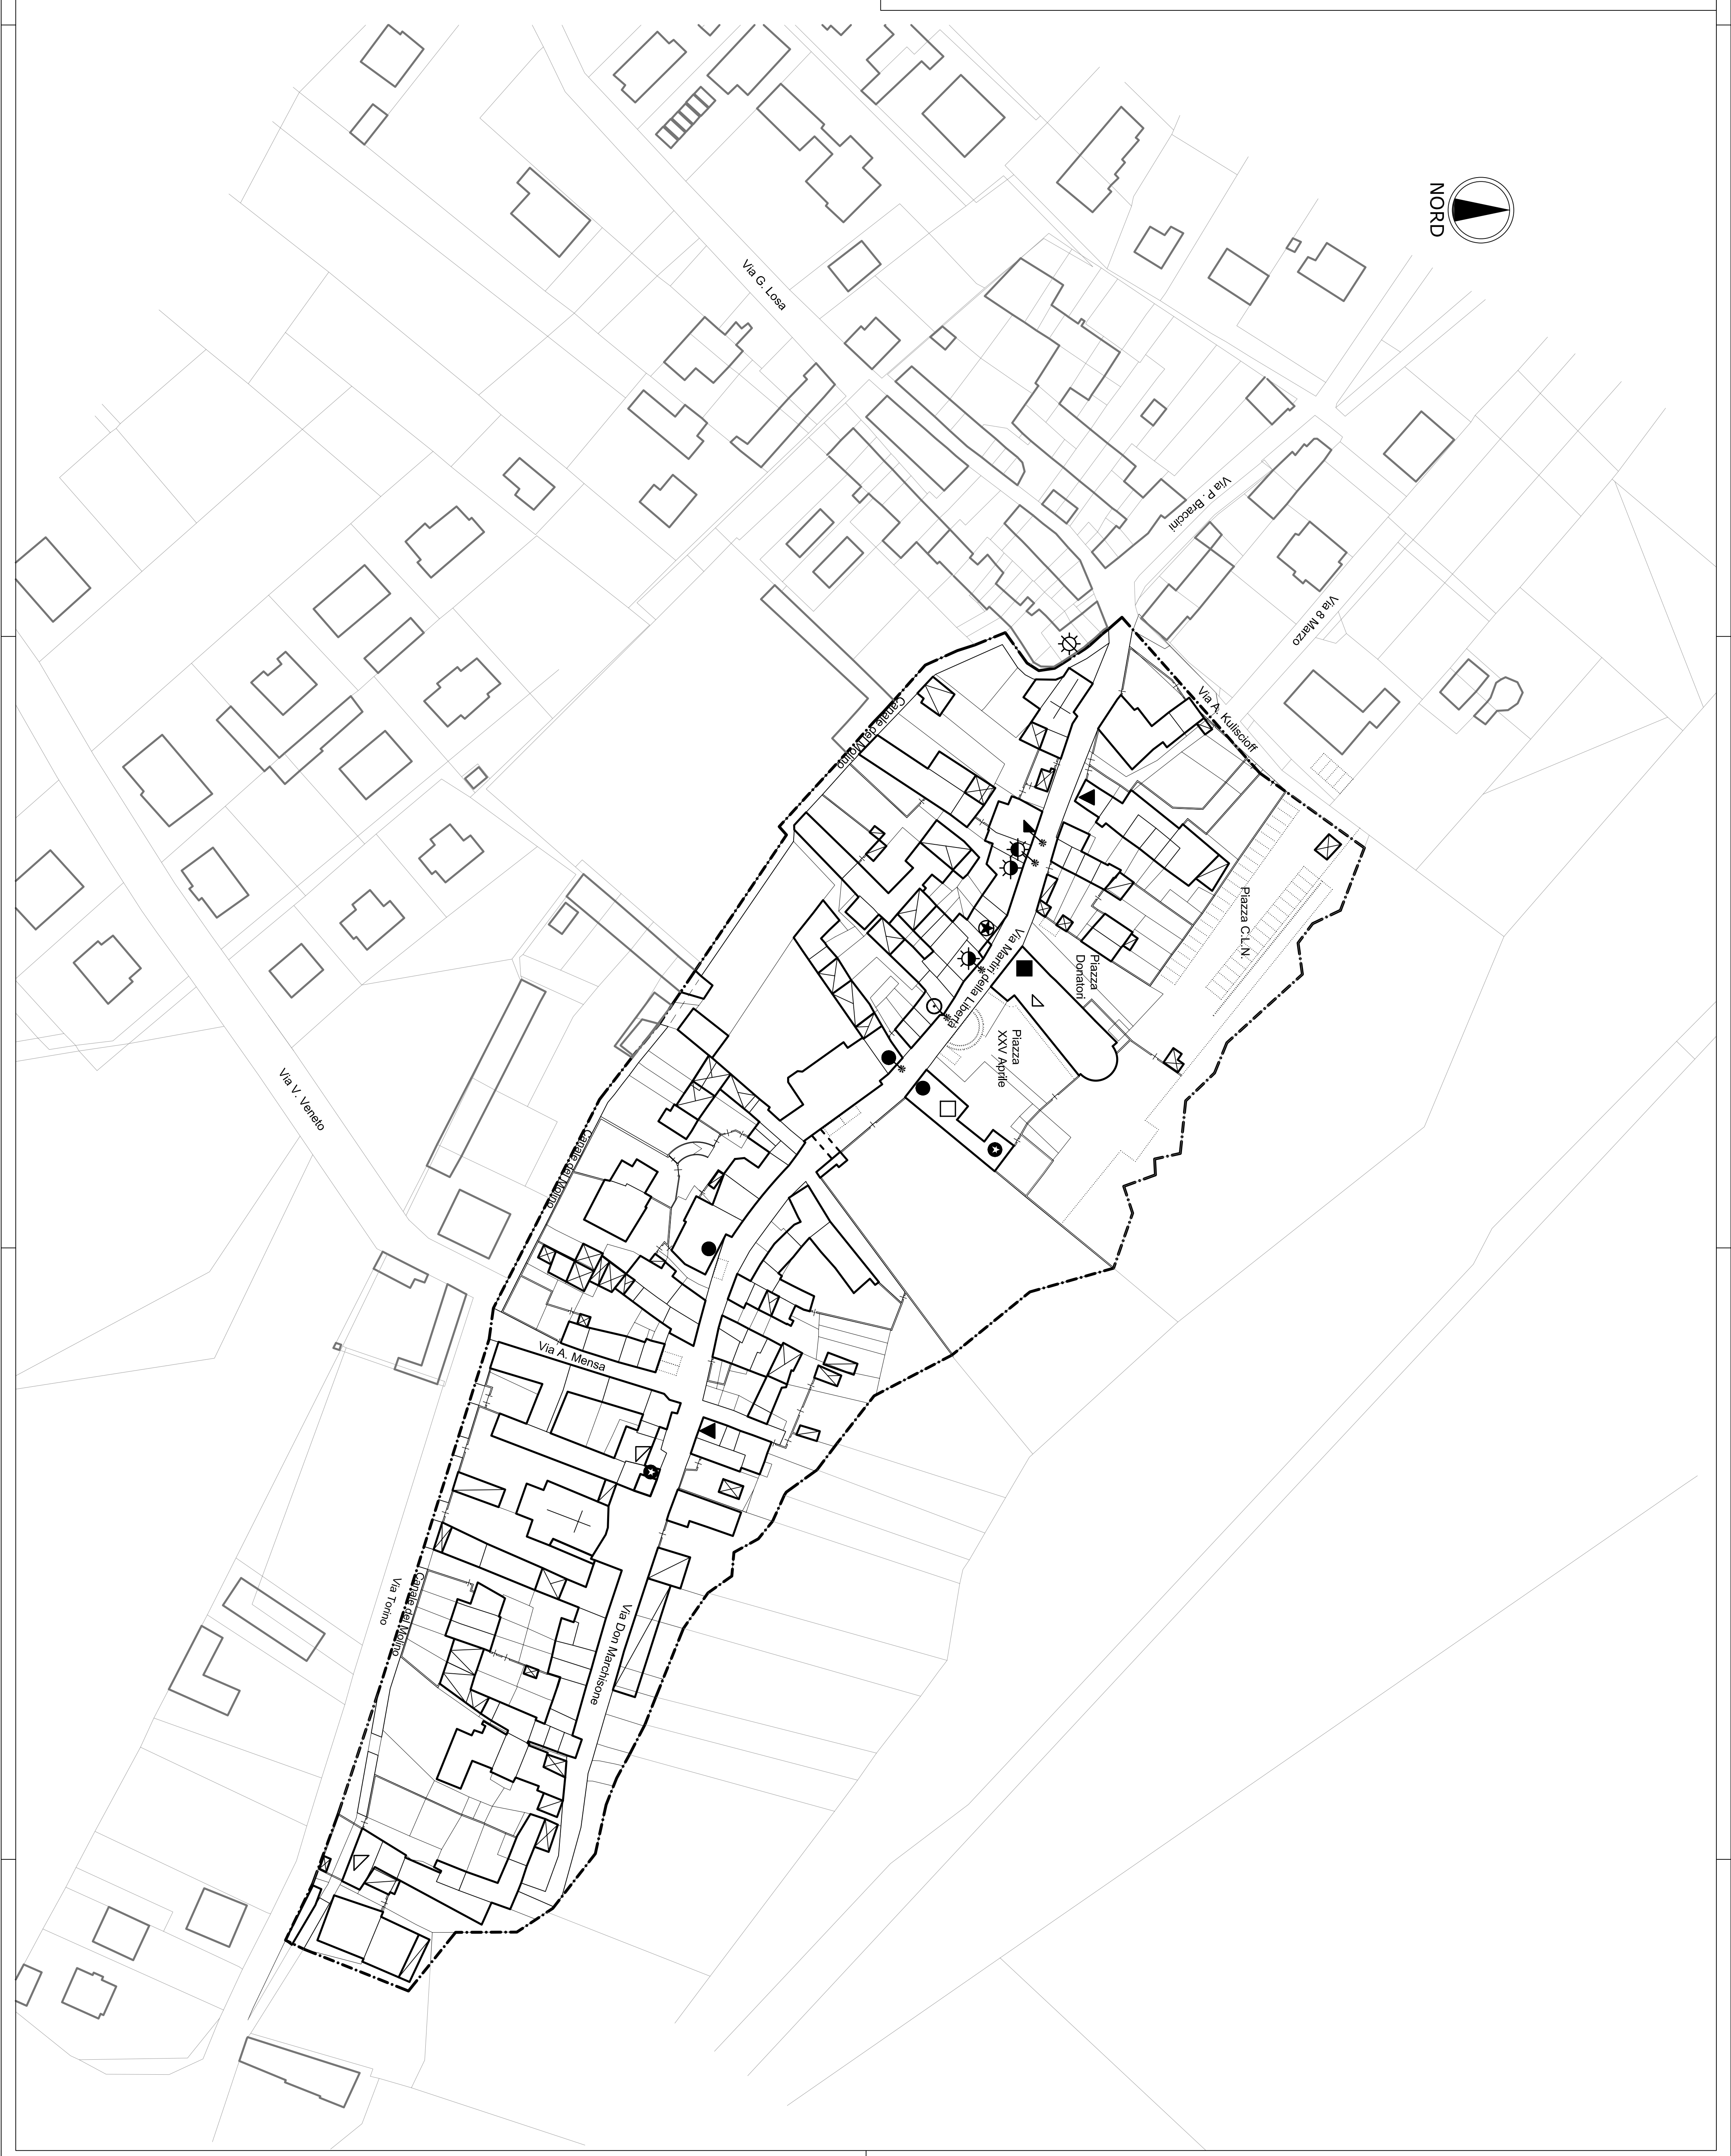 NORD
Via G. Losa
Via P. Braccini
Via 8 Marzo
Via A. Kuliscioff
Canale del Molino
Piazza C.L.N.
Piazza
Donatori
Via Martiri della Libertà
Piazza
XXV Aprile
Via V. Veneto
Canale del Molino
Via A. Mensa
Via Torino
Canale del Molino
Via Don Marchisone